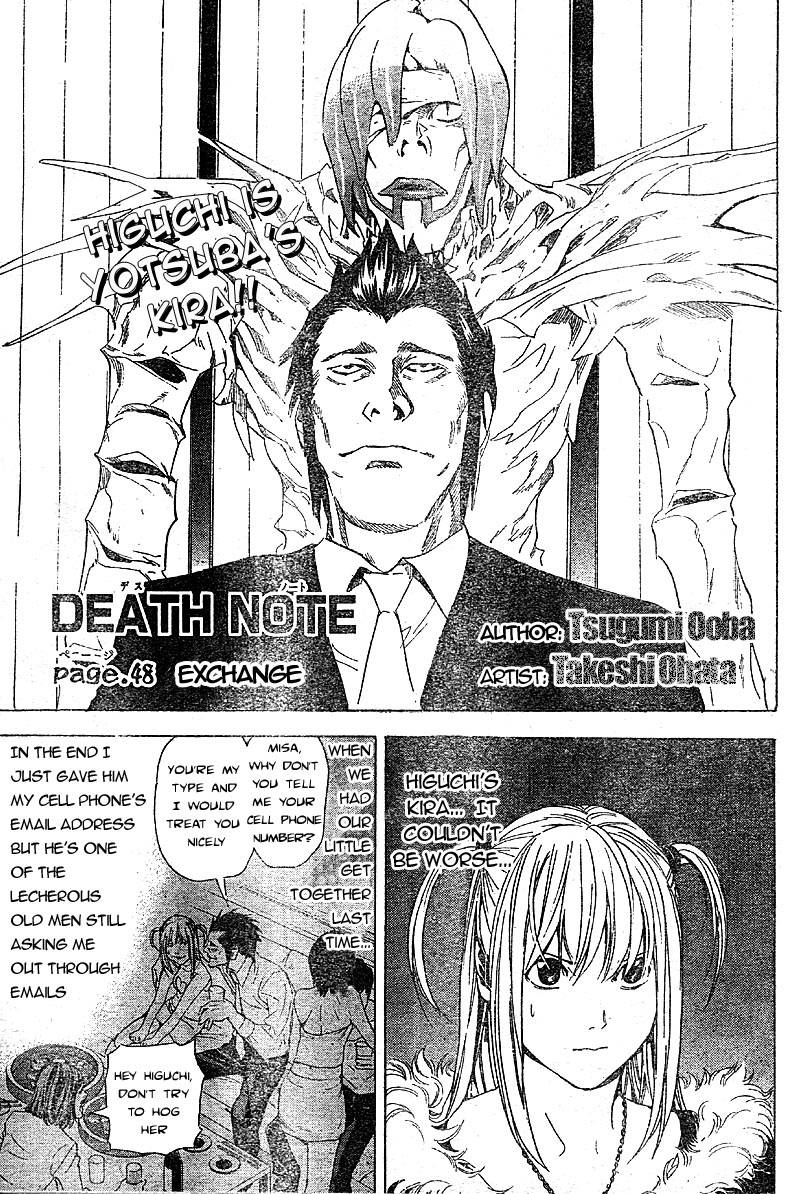 HIGUCHI IS
YOTSUBA'S
KIRA!!
デス ノート
DEATH NOTE
ページ
page.48 EXCHANGE
AUTHOR: Tsugumi Ooba
ARTIST: Takeshi Obata
HIGUCHI'S
KIRA... IT
COULDN'T
BE WORSE...
WHEN
WE
HAD
OUR
LITTLE
GET
TOGETHER
LAST
TIME...
MISA,
WHY DON'T
YOU TELL
ME YOUR
CELL PHONE
NUMBER?
YOU'RE MY
TYPE AND
I WOULD
TREAT YOU
NICELY
HEY HIGUCHI,
DON'T TRY
TO HOG
HER
IN THE END I
JUST GAVE HIM
MY CELL PHONE'S
EMAIL ADDRESS
BUT HE'S ONE
OF THE
LECHEROUS
OLD MEN STILL
ASKING ME
OUT THROUGH
EMAILS